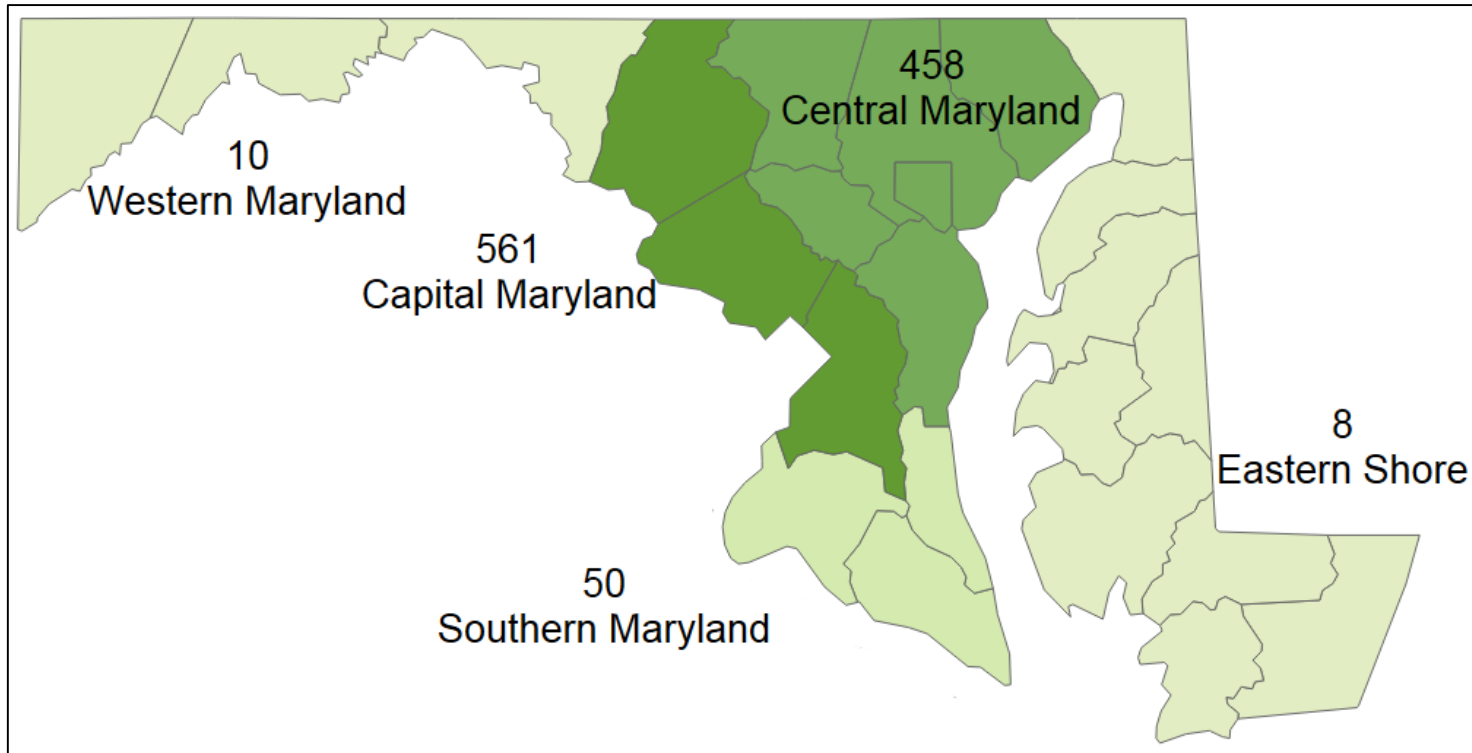 458
Central Maryland
10
Western Maryland
561
Capital Maryland
8
Eastern Shore
50
Southern Maryland